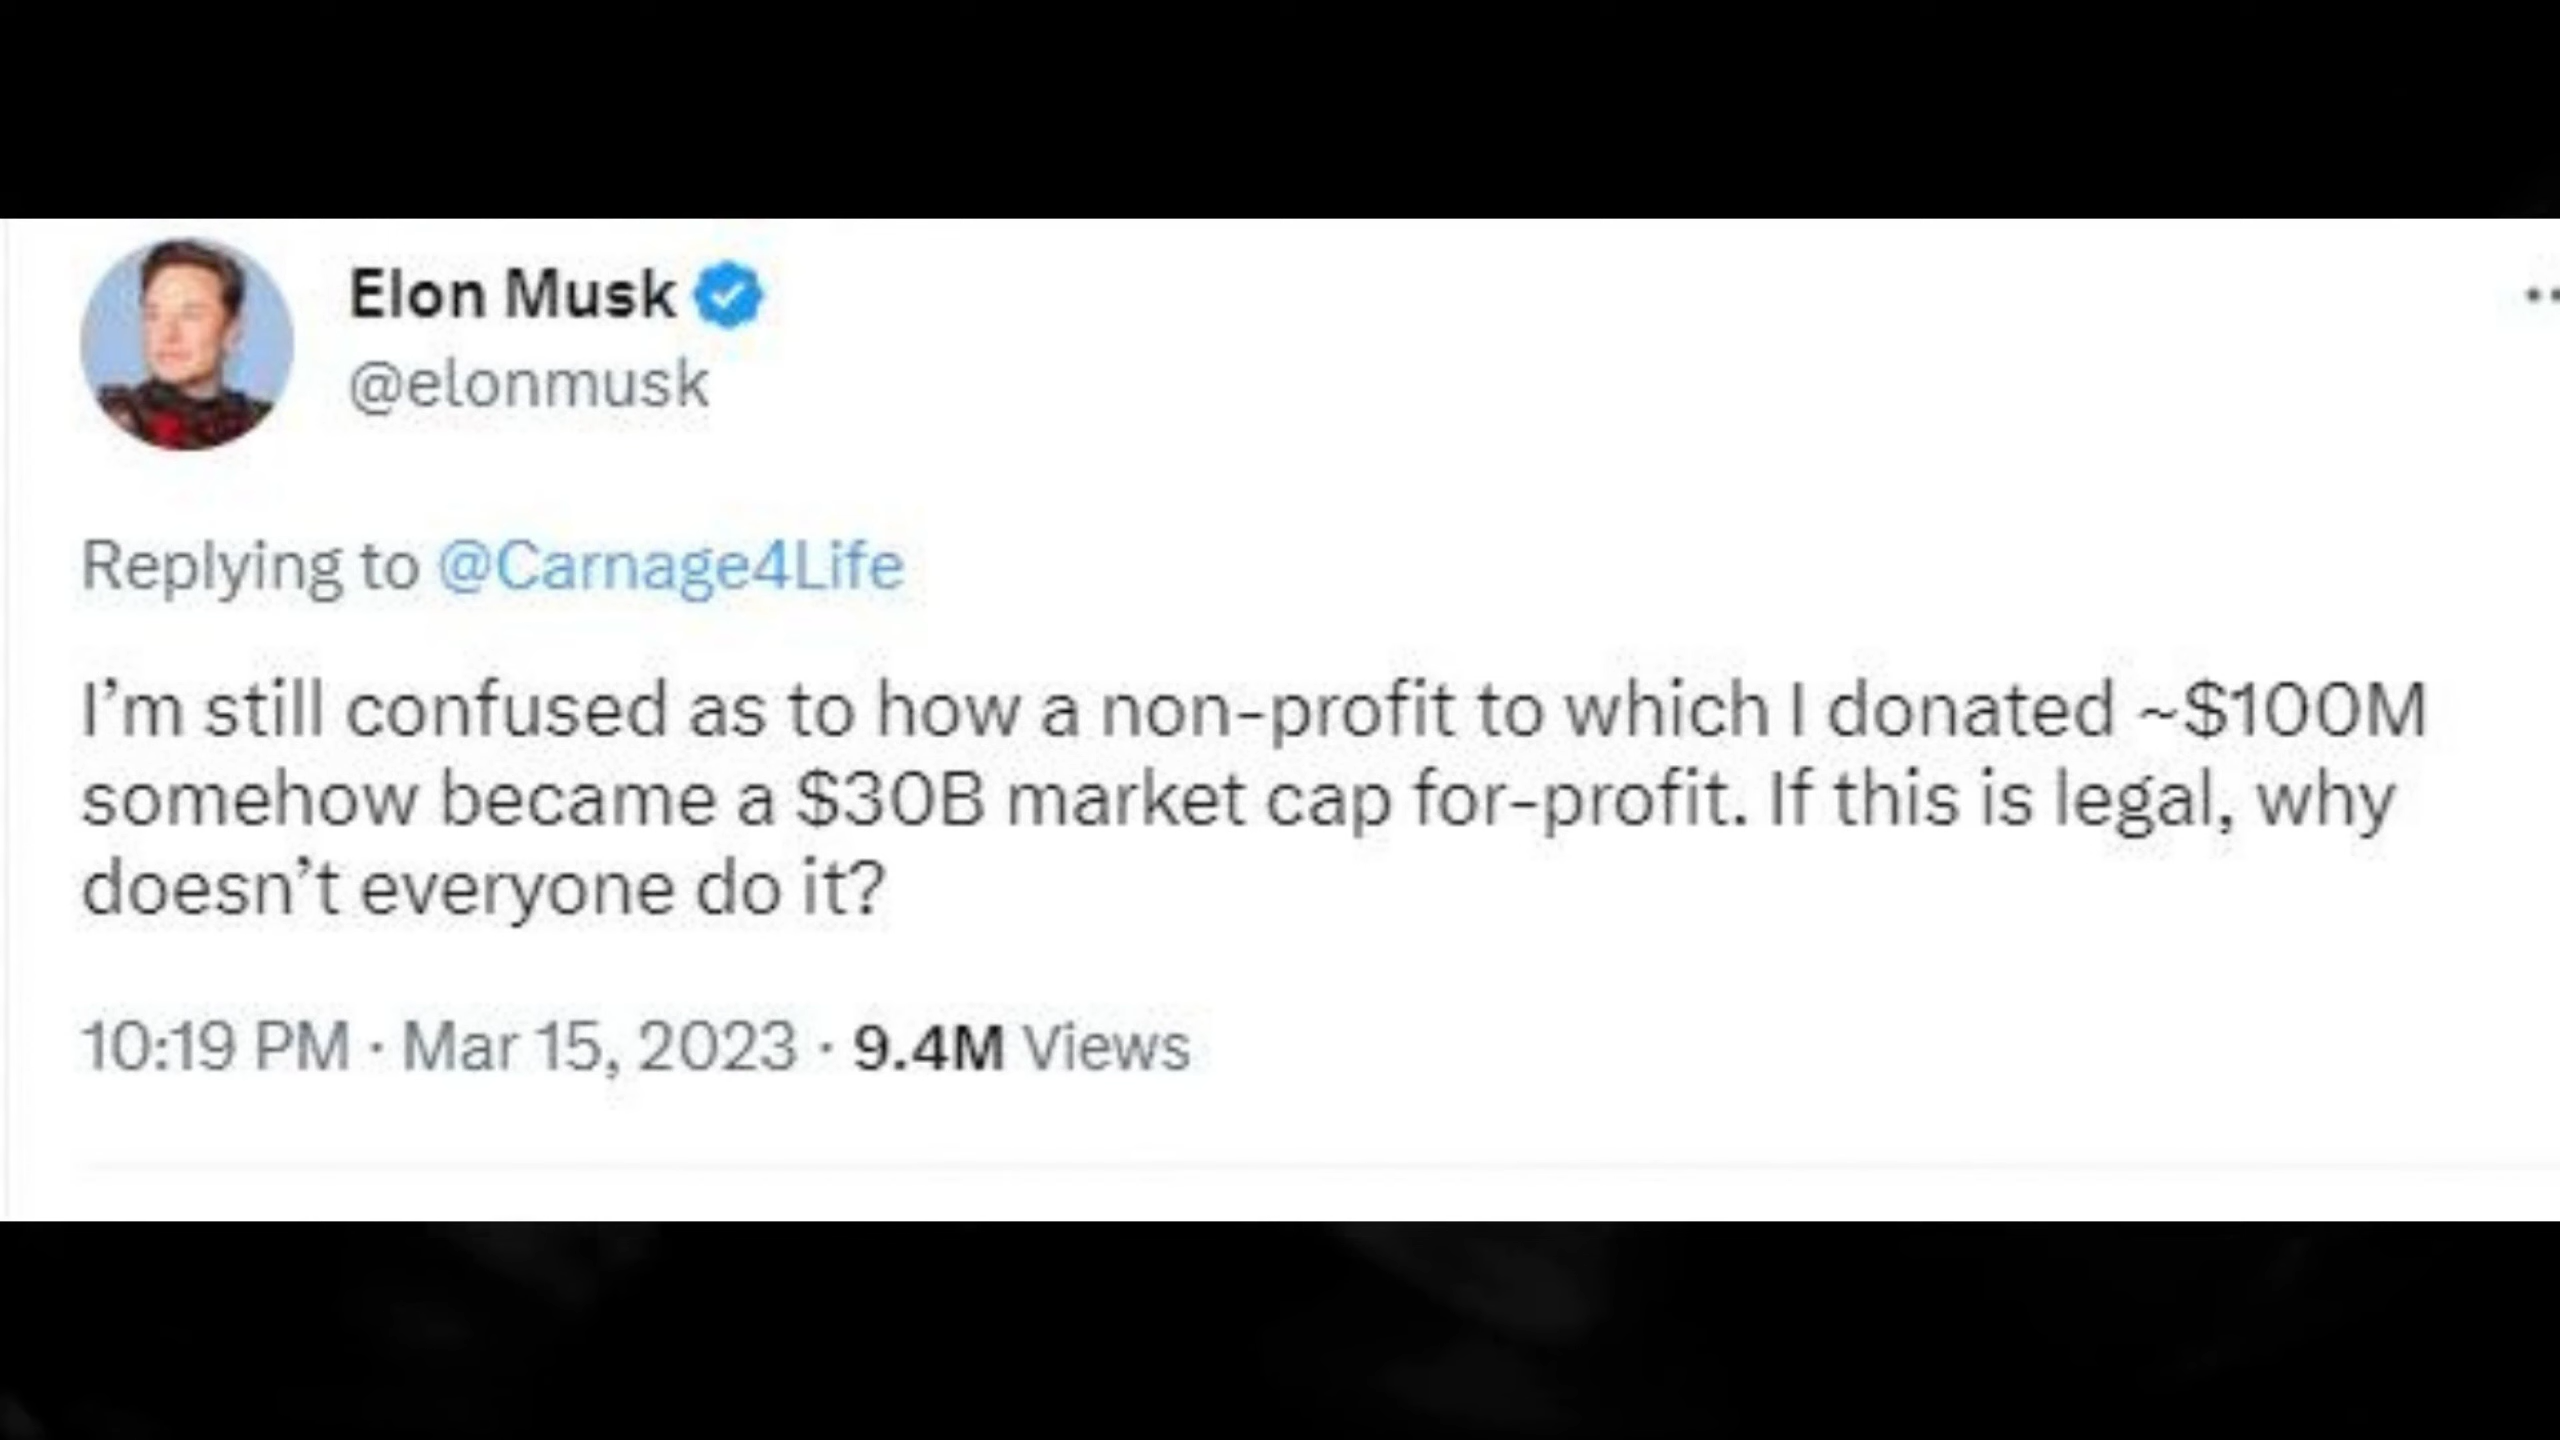 Elon Musk
@elonmusk
Replying to @Carnage4Life
I’m still confused as to how a non-profit to which I donated ~$100M
somehow became a $30B market cap for-profit. If this is legal, why
doesn’t everyone do it?
10:19 PM · Mar 15, 2023 · 9.4M Views